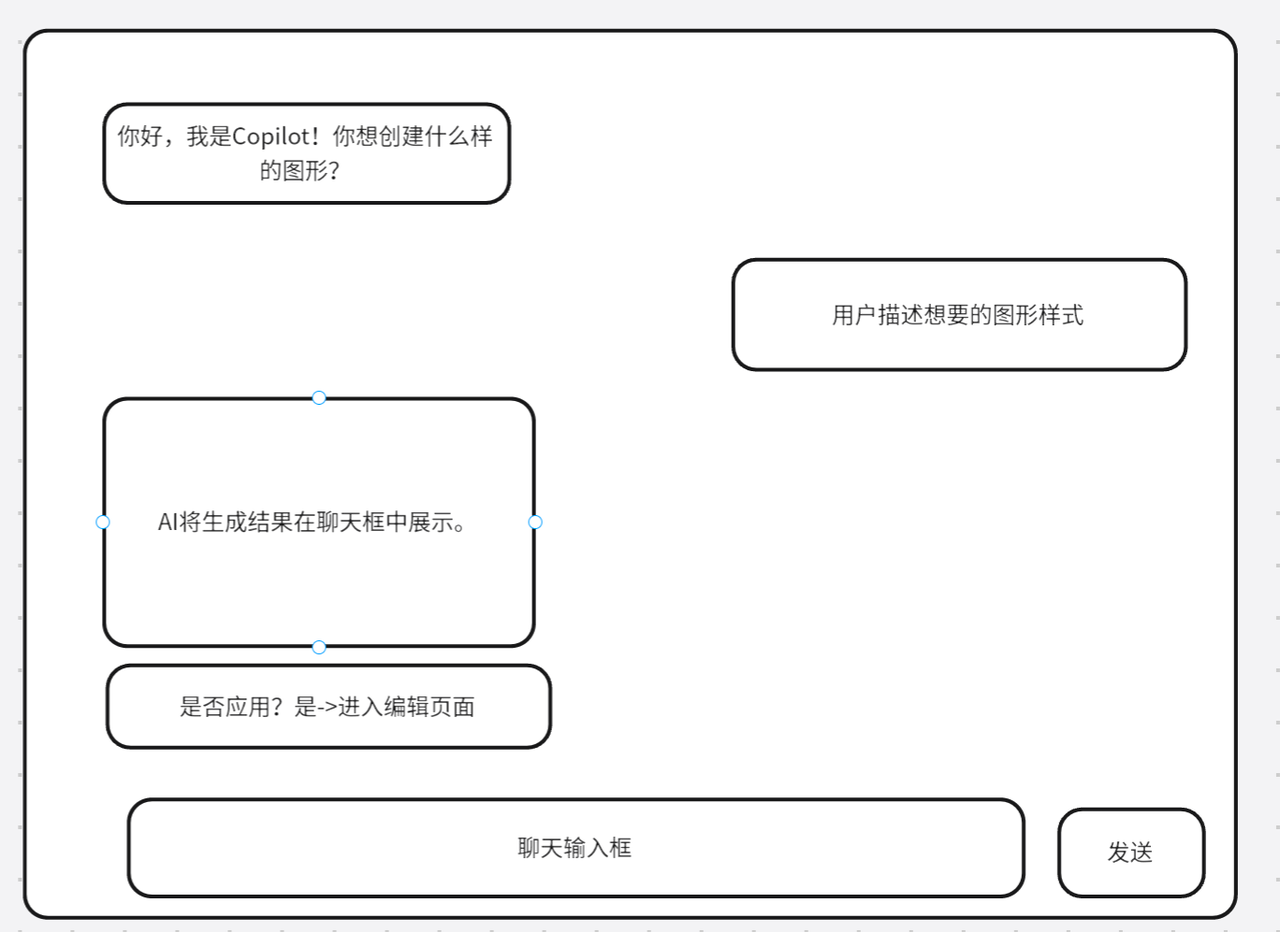 你好，我是Copilot！你想创建什么样
的图形？
用户描述想要的图形样式
AI将生成结果在聊天框中展示。
是否应用？是->进入编辑页面
聊天输入框
发送